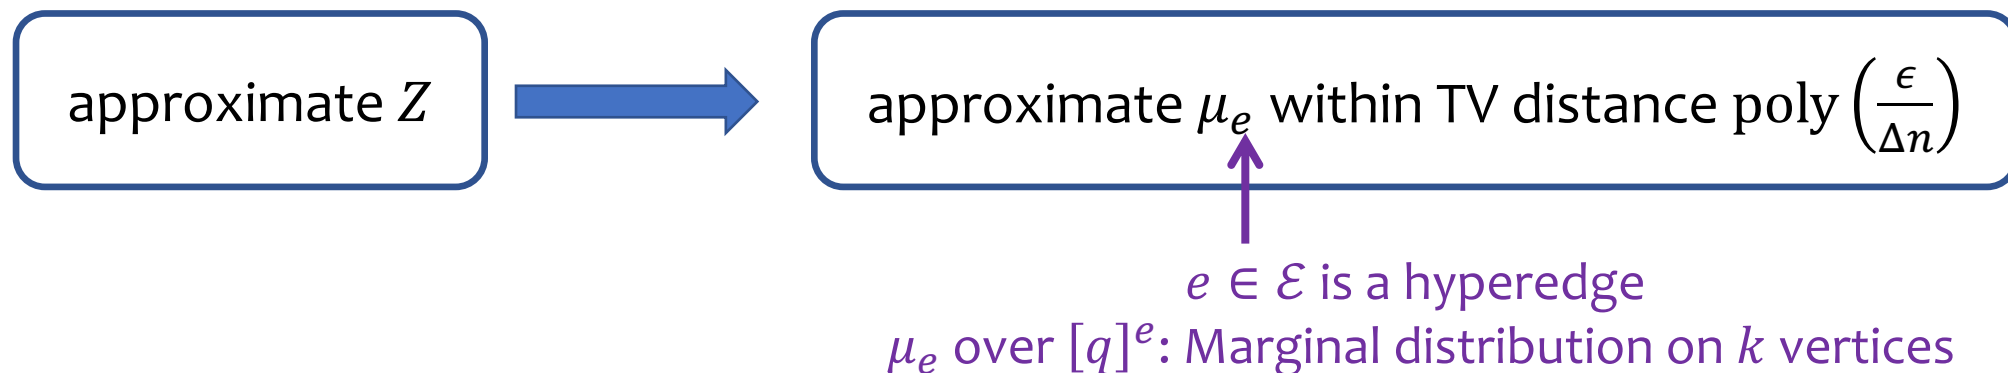 approximate Z
approximate μ_e within TV distance poly(ϵ/Δn)
e ∈ ℰ is a hyperedge
μ_e over [q]^e: Marginal distribution on k vertices